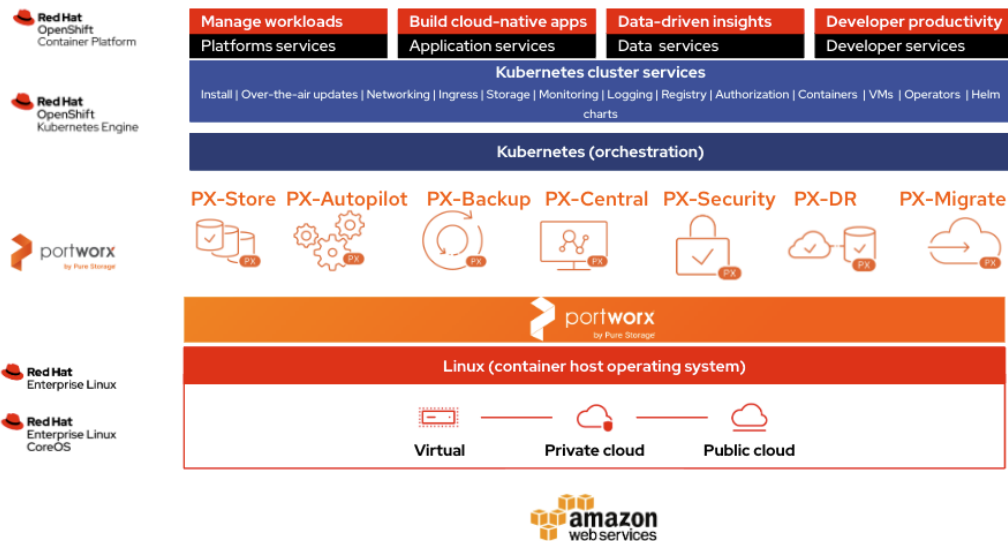 Red Hat
OpenShift
Container Platform
Manage workloads
Platforms services
Build cloud-native apps
Application services
Data-driven insights
Data services
Developer productivity
Developer services
Red Hat
OpenShift
Kubernetes Engine
Kubernetes cluster services
Install | Over-the-air updates | Networking | Ingress | Storage | Monitoring | Logging | Registry | Authorization | Containers | VMs | Operators | Helm
charts
Kubernetes (orchestration)
portworx
by Pure Storage
PX-Store
PX-Autopilot
PX-Backup
PX-Central
PX-Security
PX-DR
PX-Migrate
PX
PX
PX
PX
PX
PX
PX
portworx
by Pure Storage
Red Hat
Enterprise Linux
Linux (container host operating system)
Red Hat
Enterprise Linux
CoreOS
Virtual
Private cloud
Public cloud
amazon
web services